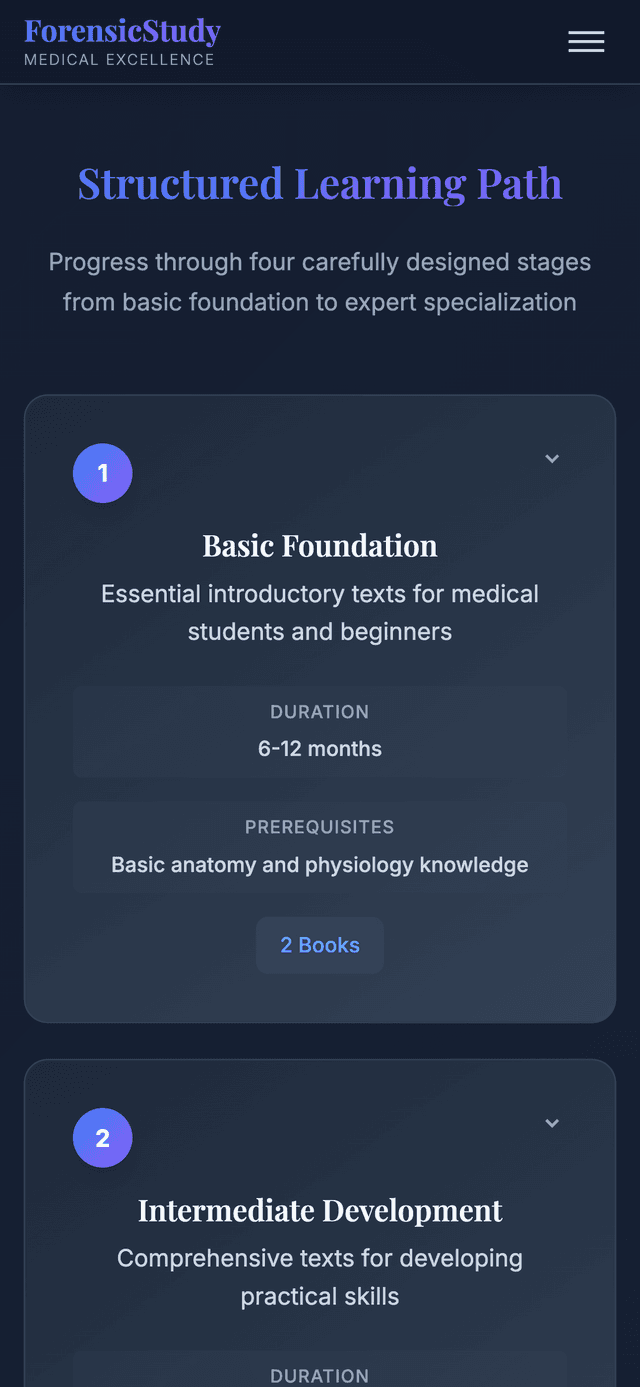 ForensicStudy
MEDICAL EXCELLENCE
Structured Learning Path
Progress through four carefully designed stages
from basic foundation to expert specialization
1
Basic Foundation
Essential introductory texts for medical
students and beginners
DURATION
6-12 months
PREREQUISITES
Basic anatomy and physiology knowledge
2 Books
2
Intermediate Development
Comprehensive texts for developing
practical skills
DURATION